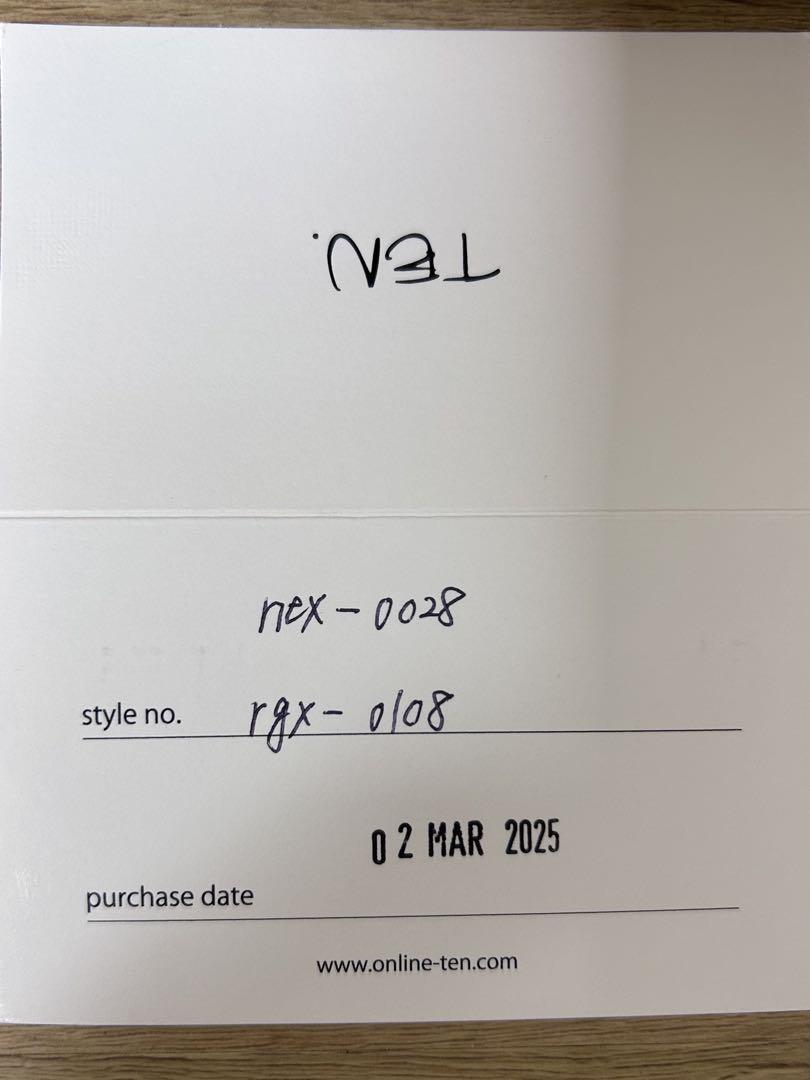 TEN.
nex-0028
style no. rgx-0108
02 MAR 2025
purchase date
www.online-ten.com